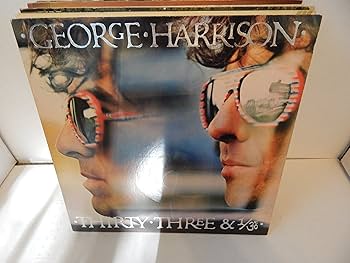 ·GEORGE·HARRISON·
·THIRTY·THREE & 1/3·